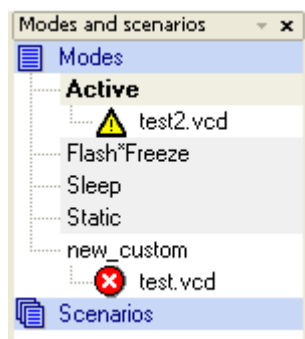 Modes and scenarios
Modes
Active
test2.vcd
Flash*Freeze
Sleep
Static
new_custom
test.vcd
Scenarios